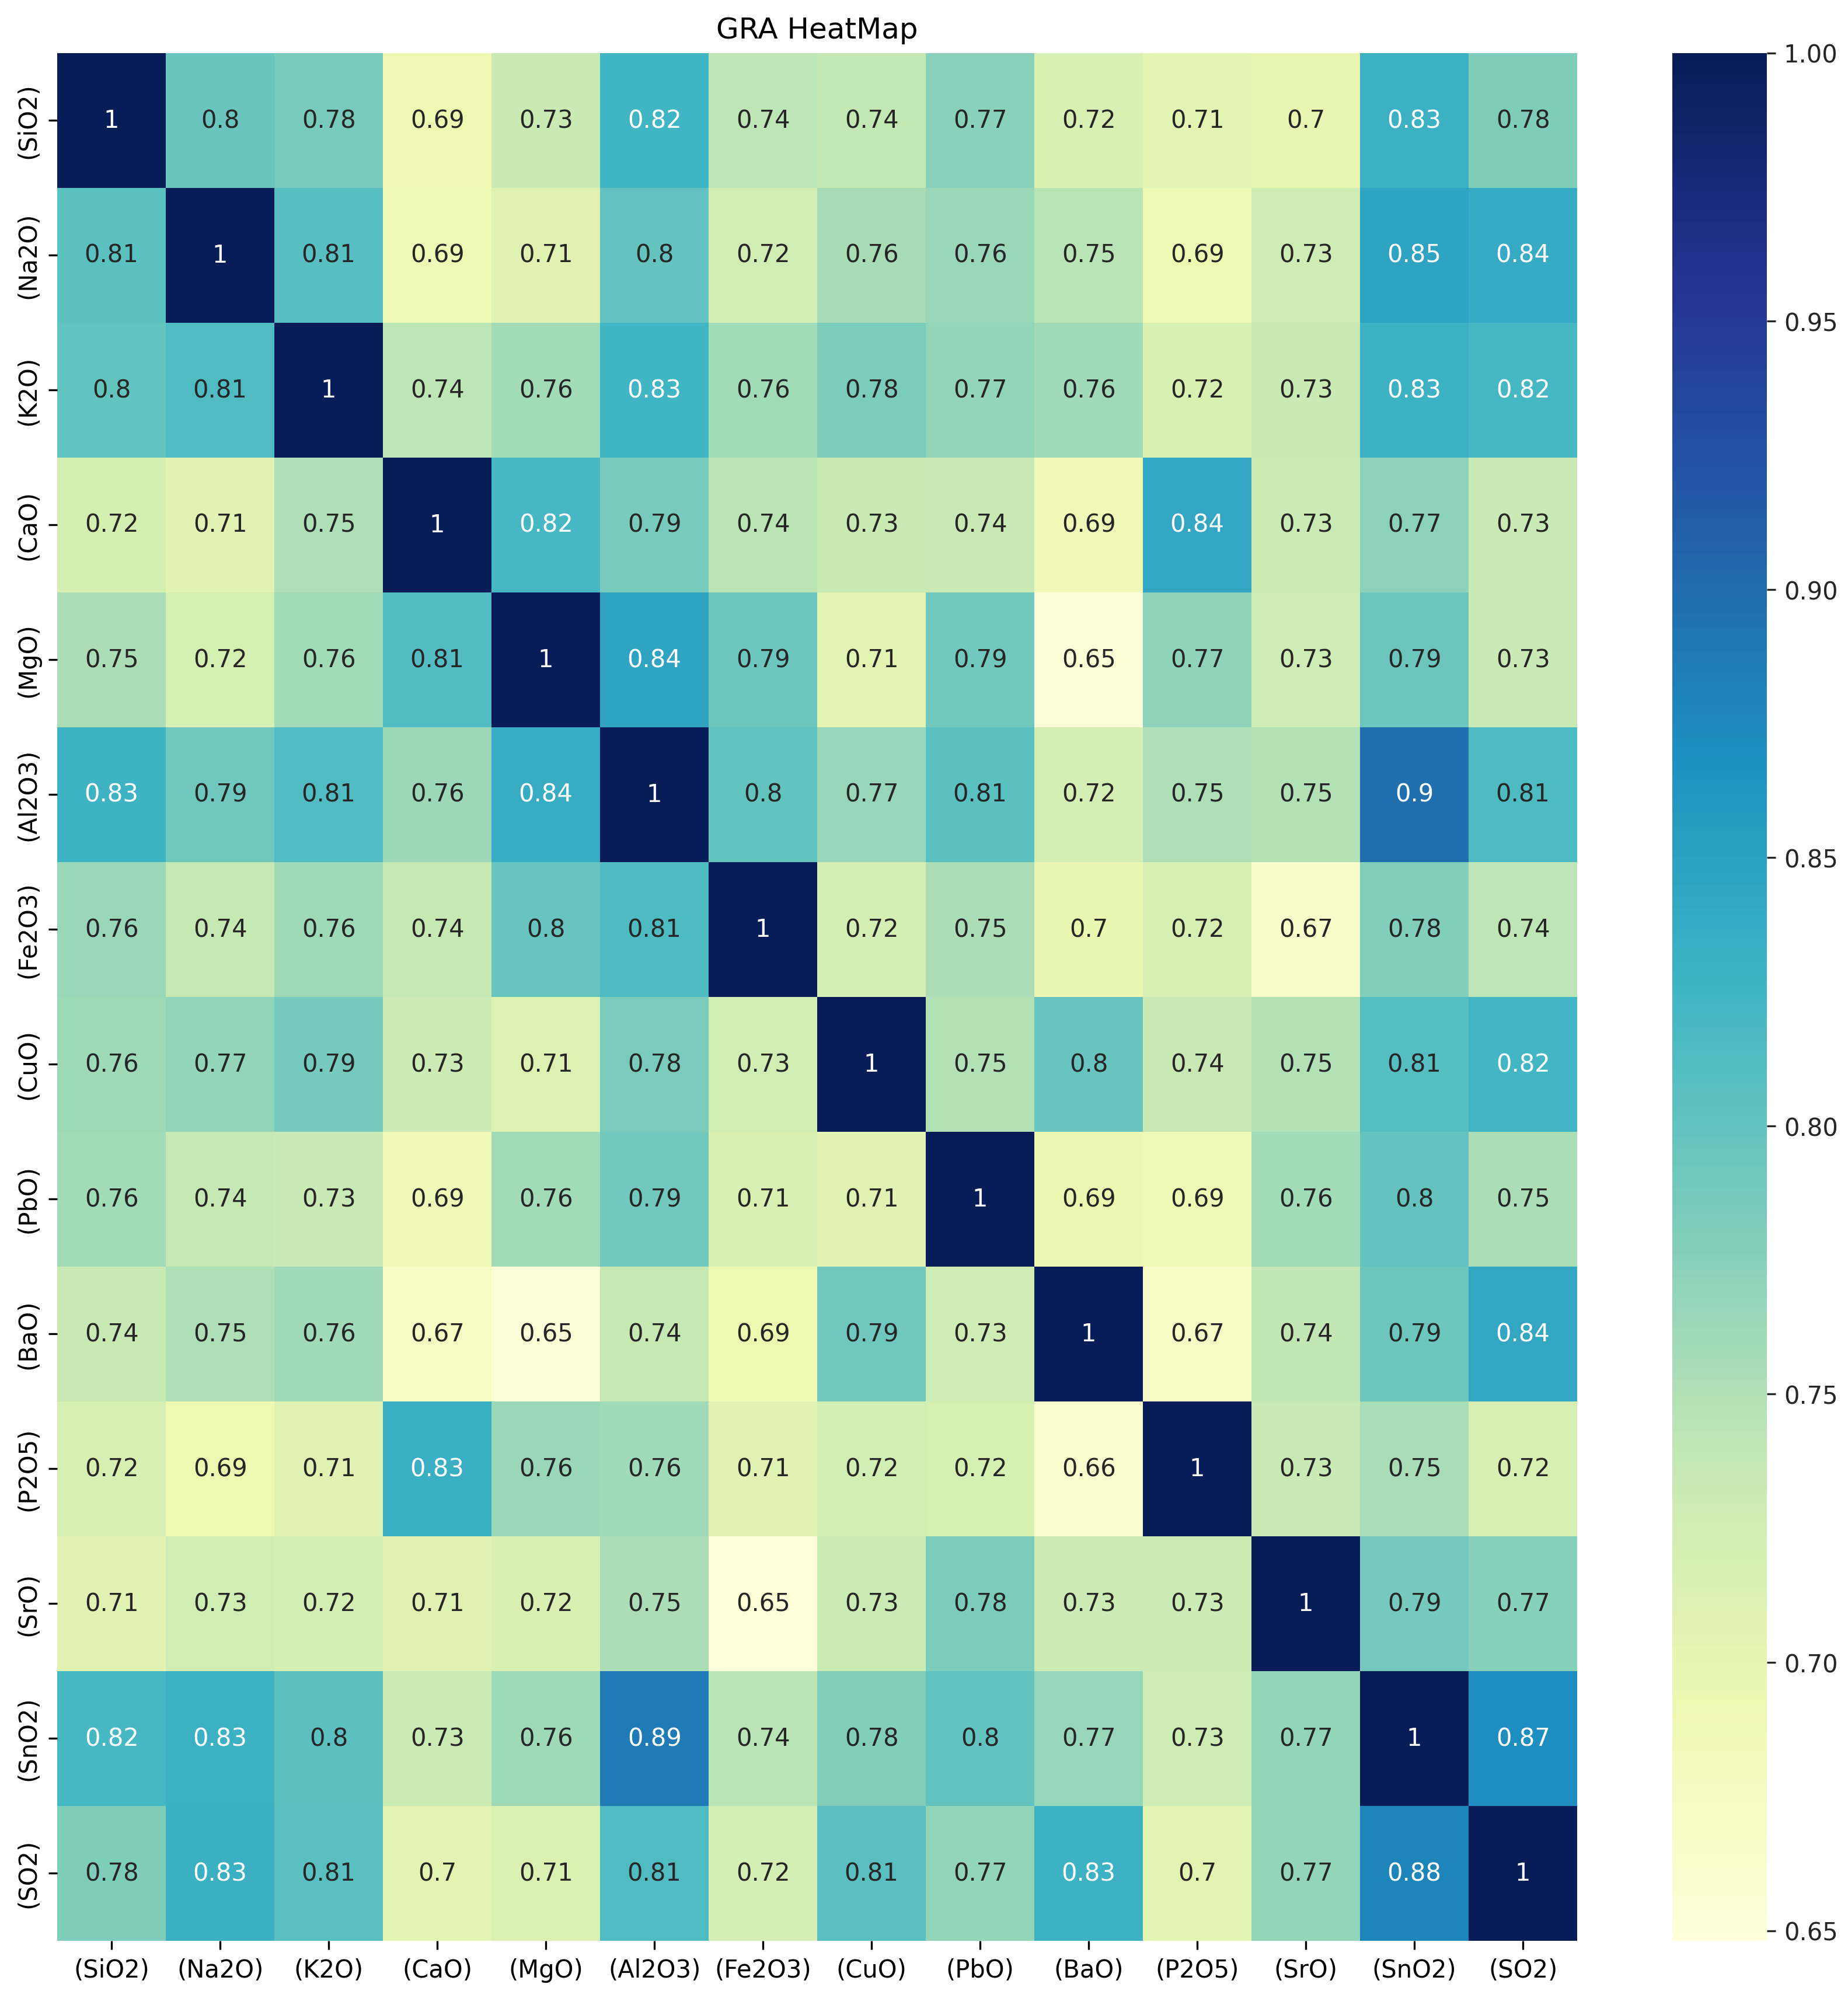 GRA HeatMap
(SiO2) 1 0.8 0.78 0.69 0.73 0.82 0.74 0.74 0.77 0.72 0.71 0.7 0.83 0.78
(Na2O) 0.81 1 0.81 0.69 0.71 0.8 0.72 0.76 0.76 0.75 0.69 0.73 0.85 0.84
(K2O) 0.8 0.81 1 0.74 0.76 0.83 0.76 0.78 0.77 0.76 0.72 0.73 0.83 0.82
(CaO) 0.72 0.71 0.75 1 0.82 0.79 0.74 0.73 0.74 0.69 0.84 0.73 0.77 0.73
(MgO) 0.75 0.72 0.76 0.81 1 0.84 0.79 0.71 0.79 0.65 0.77 0.73 0.79 0.73
(Al2O3) 0.83 0.79 0.81 0.76 0.84 1 0.8 0.77 0.81 0.72 0.75 0.75 0.9 0.81
(Fe2O3) 0.76 0.74 0.76 0.74 0.8 0.81 1 0.72 0.75 0.7 0.72 0.67 0.78 0.74
(CuO) 0.76 0.77 0.79 0.73 0.71 0.78 0.73 1 0.75 0.8 0.74 0.75 0.81 0.82
(PbO) 0.76 0.74 0.73 0.69 0.76 0.79 0.71 0.71 1 0.69 0.69 0.76 0.8 0.75
(BaO) 0.74 0.75 0.76 0.67 0.65 0.74 0.69 0.79 0.73 1 0.67 0.74 0.79 0.84
(P2O5) 0.72 0.69 0.71 0.83 0.76 0.76 0.71 0.72 0.72 0.66 1 0.73 0.75 0.72
(SrO) 0.71 0.73 0.72 0.71 0.72 0.75 0.65 0.73 0.78 0.73 0.73 1 0.79 0.77
(SnO2) 0.82 0.83 0.8 0.73 0.76 0.89 0.74 0.78 0.8 0.77 0.73 0.77 1 0.87
(SO2) 0.78 0.83 0.81 0.7 0.71 0.81 0.72 0.81 0.77 0.83 0.7 0.77 0.88 1
(SiO2) (Na2O) (K2O) (CaO) (MgO) (Al2O3) (Fe2O3) (CuO) (PbO) (BaO) (P2O5) (SrO) (SnO2) (SO2)
1.00
0.95
0.90
0.85
0.80
0.75
0.70
0.65